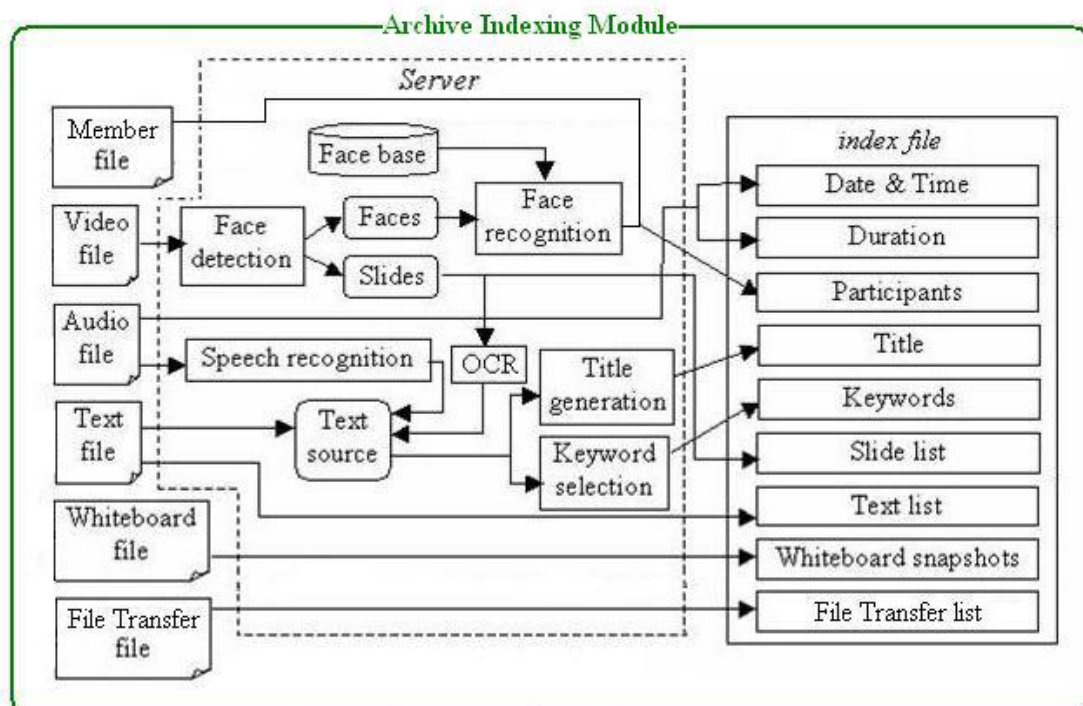 Archive Indexing Module
Server
Member
file
Face base
index file
Date & Time
Video
file
Face
detection
Faces
Face
recognition
Duration
Slides
Participants
Audio
file
Speech recognition
OCR
Title
generation
Title
Text
file
Text
source
Keywords
Keyword
selection
Slide list
Text list
Whiteboard
file
Whiteboard snapshots
File Transfer
file
File Transfer list